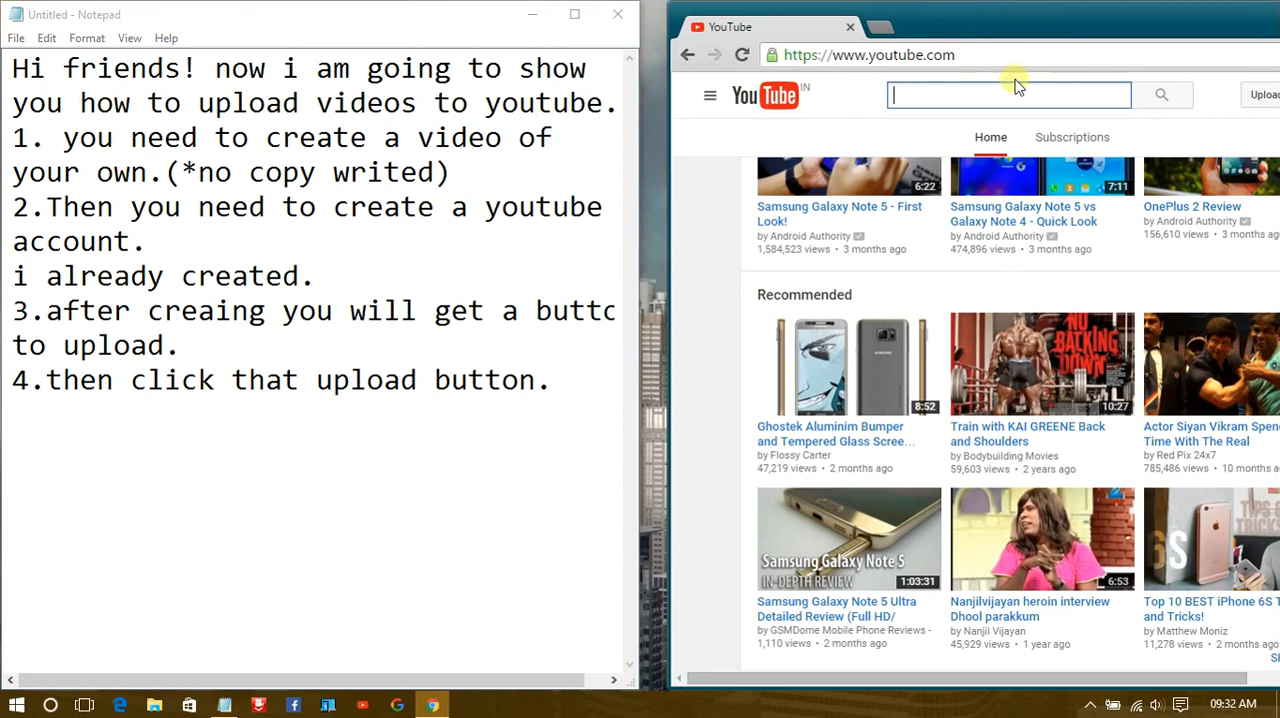 Untitled - Notepad
File Edit Format View Help
Hi friends! now i am going to show
you how to upload videos to youtube.
1. you need to create a video of
your own.(*no copy writed)
2.Then you need to create a youtube
account.
i already created.
3.after creaing you will get a buttc
to upload.
4.then click that upload button.
YouTube
https://www.youtube.com
YouTube IN
Upload
Home Subscriptions
6:22 7:11
Samsung Galaxy Note 5 - First
Look!
by Android Authority
1,584,523 views • 3 months ago
Samsung Galaxy Note 5 vs
Galaxy Note 4 - Quick Look
by Android Authority
474,896 views • 3 months ago
OnePlus 2 Review
by Android Authority
156,610 views • 3 months
Recommended
8:52
Ghostek Aluminim Bumper
and Tempered Glass Scree...
by Flossy Carter
47,219 views • 2 months ago
NO
BACKING
DOWN
10:27
Train with KAI GREENE Back
and Shoulders
by Bodybuilding Movies
59,603 views • 2 years ago
Actor Siyan Vikram Spen
Time With The Real
by Red Pix 24x7
785,486 views • 10 months
SAMSUNG GALAXY NOTE 5
IN-DEPTH REVIEW
1:03:31
Samsung Galaxy Note 5 Ultra
Detailed Review (Full HD/
by GSMDome Mobile Phone Reviews -
1,110 views • 2 months ago
6:53
Nanjilvijayan heroin interview
Dhool parakkum
by Nanjil Vijayan
45,929 views • 1 year ago
6S
TIPS &
TRICKS
Top 10 BEST iPhone 6S T
and Tricks!
by Matthew Moniz
11,278 views • 2 months
09:32 AM